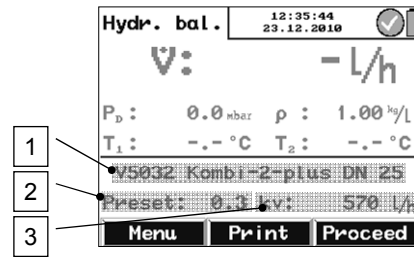 Hydr. bal. 12:35:44
23.12.2010
V̇: - l/h
P_D: 0.0 mbar ρ : 1.00 kg/L
T₁: -.- °C T₂: -.- °C
V5032 Kombi-2-plus DN 25
Preset: 0.3 kv: 570 l/h
Menu Print Proceed
1
2
3